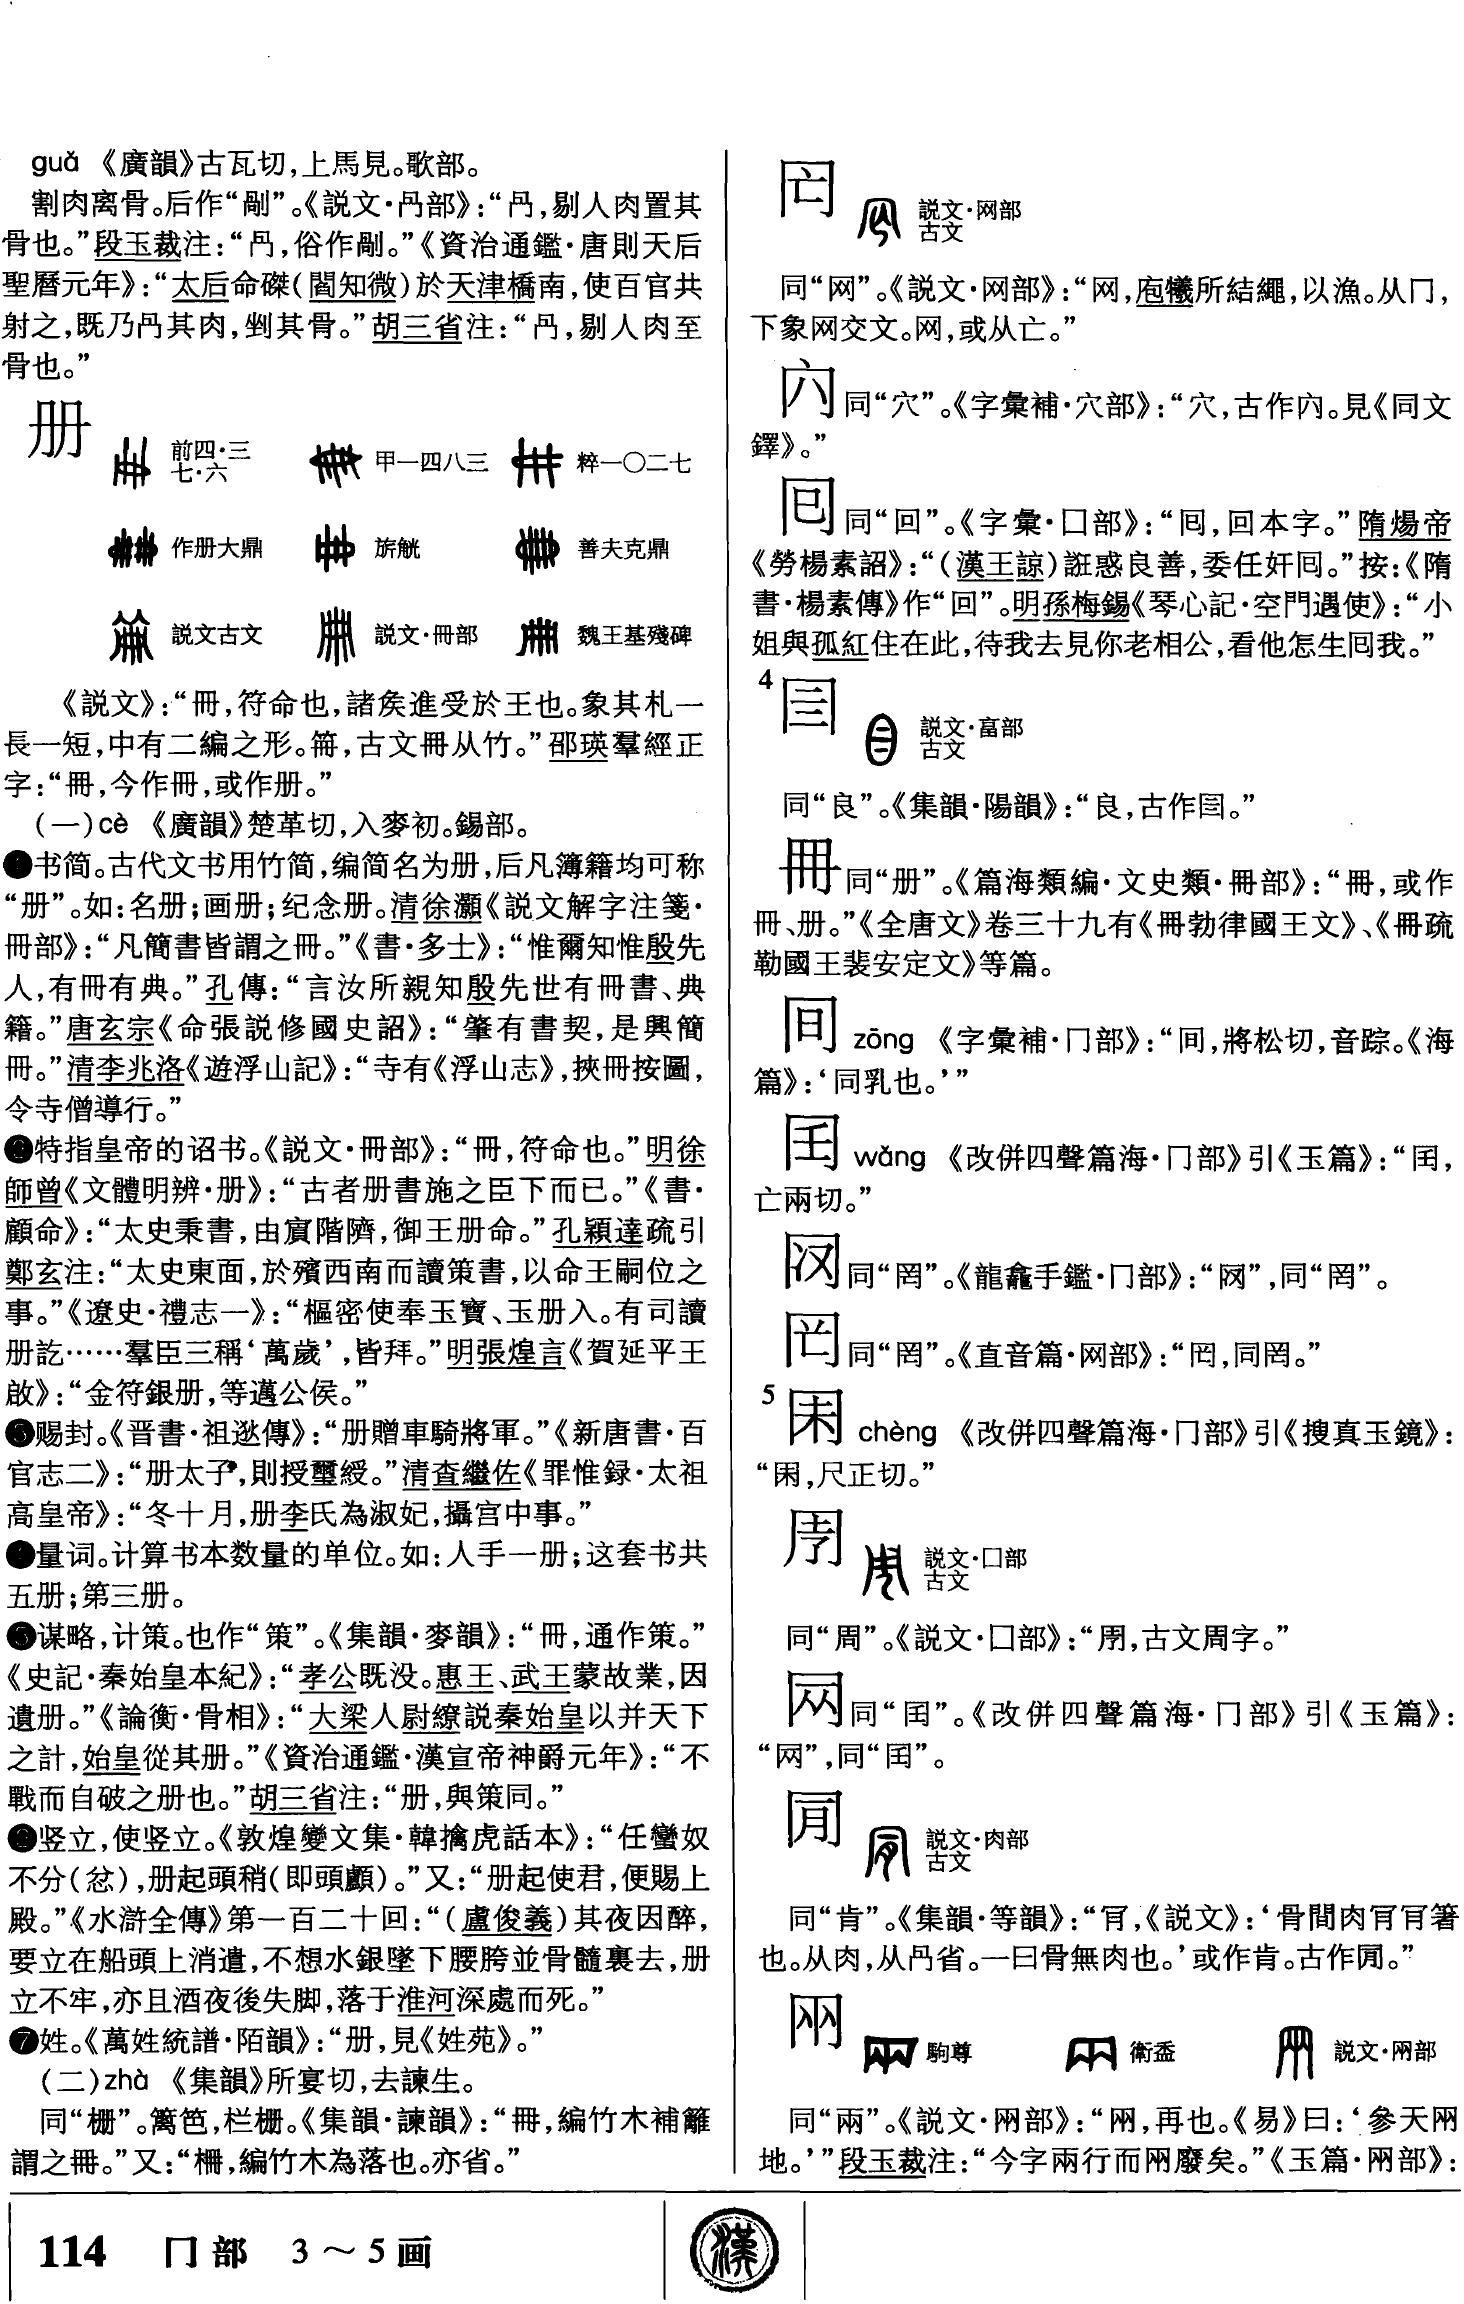 guǎ 《廣韻》古瓦切,上馬見。歌部。
割肉离骨。后作“剮”。《説文·冎部》:“冎,剔人肉置其
骨也。”段玉裁注:“冎,俗作剮。”《資治通鑑·唐則天后
聖曆元年》:“太后命磔(閻知微)於天津橋南,使百官共
射之,既乃冎其肉,剉其骨。”胡三省注:“冎,剔人肉至
骨也。”
册
前四·三七·六 甲一四八三 粹一〇二七
作册大鼎 旂觥 善夫克鼎
説文古文 説文·冊部 魏王基殘碑
《説文》:“冊,符命也,諸矦進受於王也。象其札一
長一短,中有二編之形。笧,古文冊从竹。”邵瑛羣經正
字:“冊,今作冊,或作册。”
(一)cè 《廣韻》楚革切,入麥初。錫部。
❶书简。古代文书用竹简,编简名为册,后凡簿籍均可称
“册”。如:名册;画册;纪念册。清徐灝《説文解字注箋·
冊部》:“凡簡書皆謂之冊。”《書·多士》:“惟爾知惟殷先
人,有冊有典。”孔傳:“言汝所親知殷先世有冊書、典
籍。”唐玄宗《命張説修國史詔》:“肇有書契,是興簡
冊。”清李兆洛《遊浮山記》:“寺有《浮山志》,挾冊按圖,
令寺僧導行。”
❷特指皇帝的诏书。《説文·冊部》:“冊,符命也。”明徐
師曾《文體明辨·册》:“古者册書施之臣下而已。”《書·
顧命》:“太史秉書,由賓階隮,御王册命。”孔穎達疏引
鄭玄注:“太史東面,於殯西南而讀策書,以命王嗣位之
事。”《遼史·禮志一》:“樞密使奉玉寶、玉册入。有司讀
册訖……羣臣三稱‘萬歲’,皆拜。”明張煌言《賀延平王
啟》:“金符銀册,等邁公侯。”
❸赐封。《晋書·祖逖傳》:“册贈車騎將軍。”《新唐書·百
官志二》:“册太子,則授璽綬。”清查繼佐《罪惟録·太祖
高皇帝》:“冬十月,册李氏為淑妃,攝宫中事。”
❹量词。计算书本数量的单位。如:人手一册;这套书共
五册;第三册。
❺谋略,计策。也作“策”。《集韻·麥韻》:“冊,通作策。”
《史記·秦始皇本紀》:“孝公既没。惠王、武王蒙故業,因
遺册。”《論衡·骨相》:“大梁人尉繚説秦始皇以并天下
之計,始皇從其册。”《資治通鑑·漢宣帝神爵元年》:“不
戰而自破之册也。”胡三省注:“册,與策同。”
❻竖立,使竖立。《敦煌變文集·韓擒虎話本》:“任蠻奴
不分(忿),册起頭稍(即頭顱)。”又:“册起使君,便賜上
殿。”《水滸全傳》第一百二十回:“(盧俊義)其夜因醉,
要立在船頭上消遣,不想水銀墜下腰胯並骨髓裏去,册
立不牢,亦且酒夜後失脚,落于淮河深處而死。”
❼姓。《萬姓統譜·陌韻》:“册,見《姓苑》。”
(二)zhà 《集韻》所宴切,去諫生。
同“栅”。篱笆,栏栅。《集韻·諫韻》:“冊,編竹木補籬
謂之冊。”又:“柵,編竹木為落也。亦省。”
説文·网部
古文
同“网”。《説文·网部》:“网,庖犧所結繩,以漁。从冂,
下象网交文。网,或从亡。”
同“穴”。《字彙補·穴部》:“穴,古作内。見《同文
鐸》。”
囘 同“回”。《字彙·囗部》:“囘,回本字。”隋煬帝
《勞楊素詔》:“(漢王諒)誑惑良善,委任奸囘。”按:《隋
書·楊素傳》作“回”。明孫梅錫《琴心記·空門遇使》:“小
姐與孤紅住在此,待我去見你老相公,看他怎生囘我。”
4
説文·畗部
古文
同“良”。《集韻·陽韻》:“良,古作𡆨。”
冊 同“册”。《篇海類編·文史類·冊部》:“冊,或作
冊、册。”《全唐文》卷三十九有《冊勃律國王文》、《冊疏
勒國王裴安定文》等篇。
zōng 《字彙補·冂部》:“冋,將松切,音踪。《海
篇》:‘同乳也。’”
wǎng 《改併四聲篇海·冂部》引《玉篇》:“𡆪,
亡兩切。”
同“罔”。《龍龕手鑑·冂部》:“䍏”,同“罔”。
同“罔”。《直音篇·网部》:“𦉪,同罔。”
5
chèng 《改併四聲篇海·冂部》引《搜真玉鏡》:
“𠕖,尺正切。”
説文·囗部
古文
同“周”。《説文·囗部》:“𠄗,古文周字。”
同“𡆪”。《改併四聲篇海·冂部》引《玉篇》:
“网”,同“𡆪”。
説文·肉部
古文
同“肯”。《集韻·等韻》:“肎,《説文》:‘骨間肉肎肎箸
也。从肉,从冎省。一曰骨無肉也。’或作肯。古作𠕎。”
㒳
駒尊 衛盉 説文·㒳部
同“兩”。《説文·㒳部》:“㒳,再也。《易》曰:‘參天㒳
地。’”段玉裁注:“今字兩行而㒳廢矣。”《玉篇·㒳部》:
114 冂部 3～5画
漢